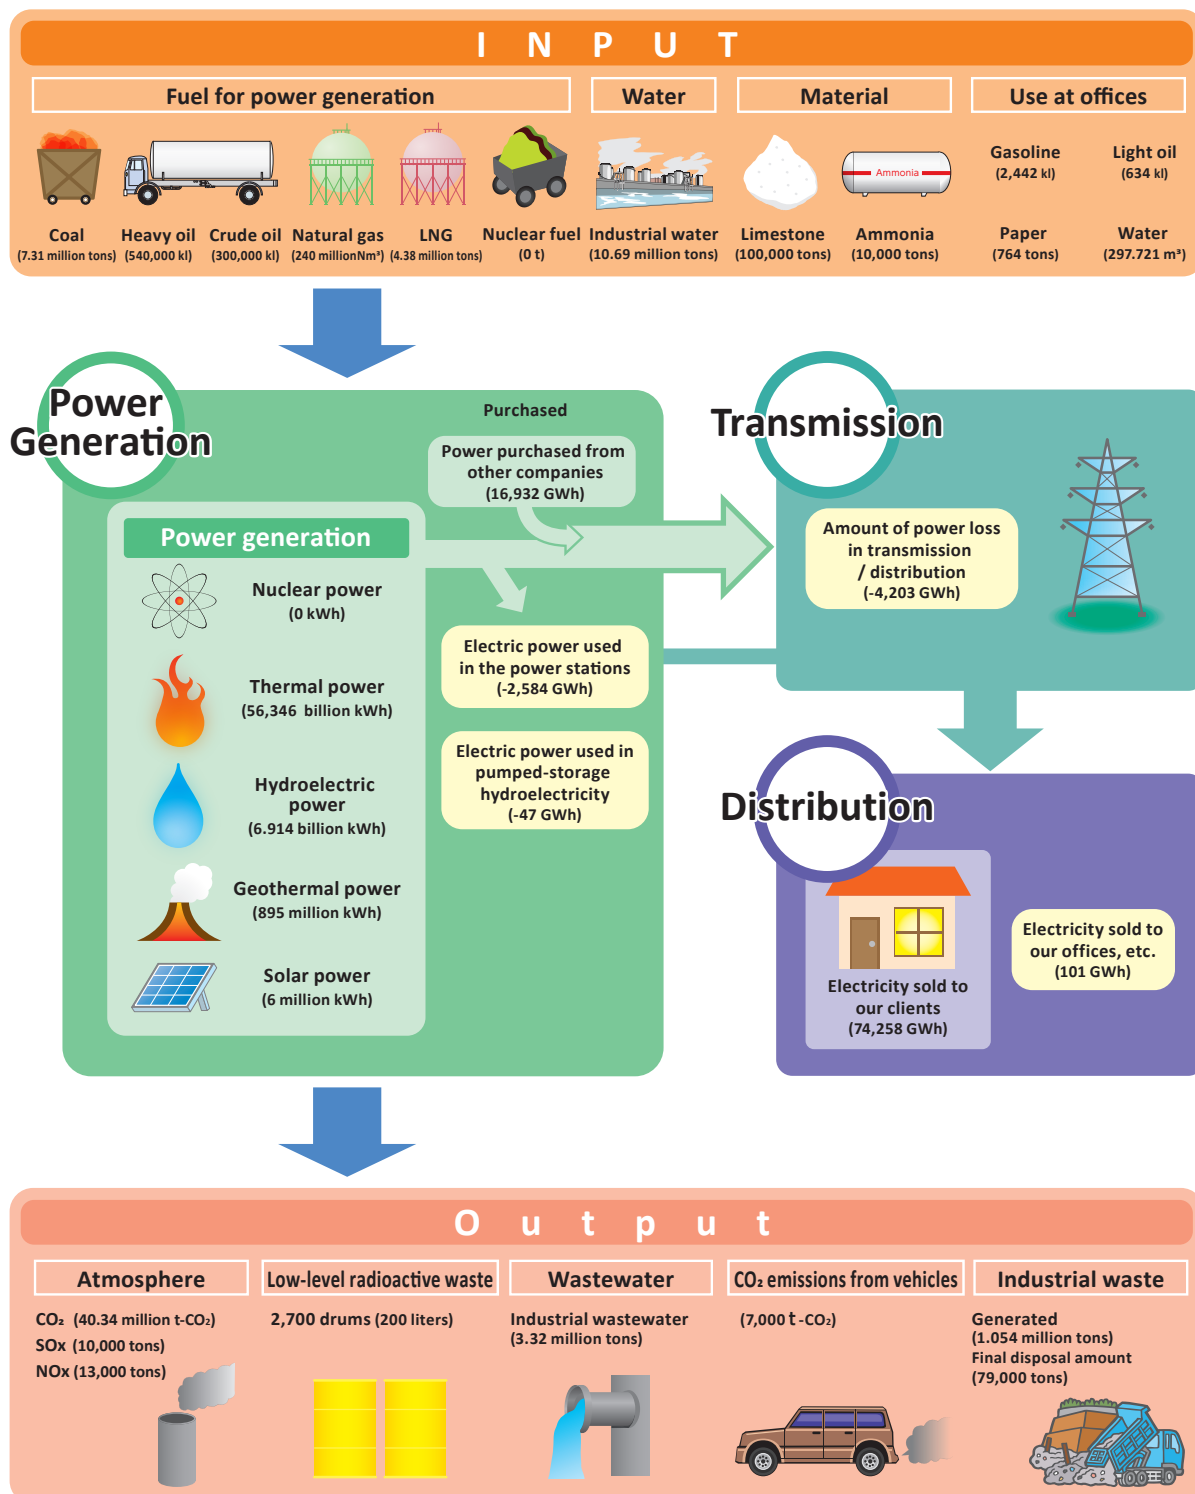 INPUT
Fuel for power generation
Water
Material
Use at offices
Ammonia
Coal
(7.31 million tons)
Heavy oil
(540,000 kl)
Crude oil
(300,000 kl)
Natural gas
(240 millionNm³)
LNG
(4.38 million tons)
Nuclear fuel
(0 t)
Industrial water
(10.69 million tons)
Limestone
(100,000 tons)
Ammonia
(10,000 tons)
Gasoline
(2,442 kl)
Light oil
(634 kl)
Paper
(764 tons)
Water
(297.721 m³)
Power
Generation
Purchased
Power purchased from
other companies
(16,932 GWh)
Power generation
Nuclear power
(0 kWh)
Thermal power
(56,346 billion kWh)
Hydroelectric
power
(6.914 billion kWh)
Geothermal power
(895 million kWh)
Solar power
(6 million kWh)
Electric power used
in the power stations
(-2,584 GWh)
Electric power used in
pumped-storage
hydroelectricity
(-47 GWh)
Transmission
Amount of power loss
in transmission
/ distribution
(-4,203 GWh)
Distribution
Electricity sold to
our clients
(74,258 GWh)
Electricity sold to
our offices, etc.
(101 GWh)
Output
Atmosphere
CO₂ (40.34 million t-CO₂)
SOx (10,000 tons)
NOx (13,000 tons)
Low-level radioactive waste
2,700 drums (200 liters)
Wastewater
Industrial wastewater
(3.32 million tons)
CO₂ emissions from vehicles
(7,000 t -CO₂)
Industrial waste
Generated
(1.054 million tons)
Final disposal amount
(79,000 tons)